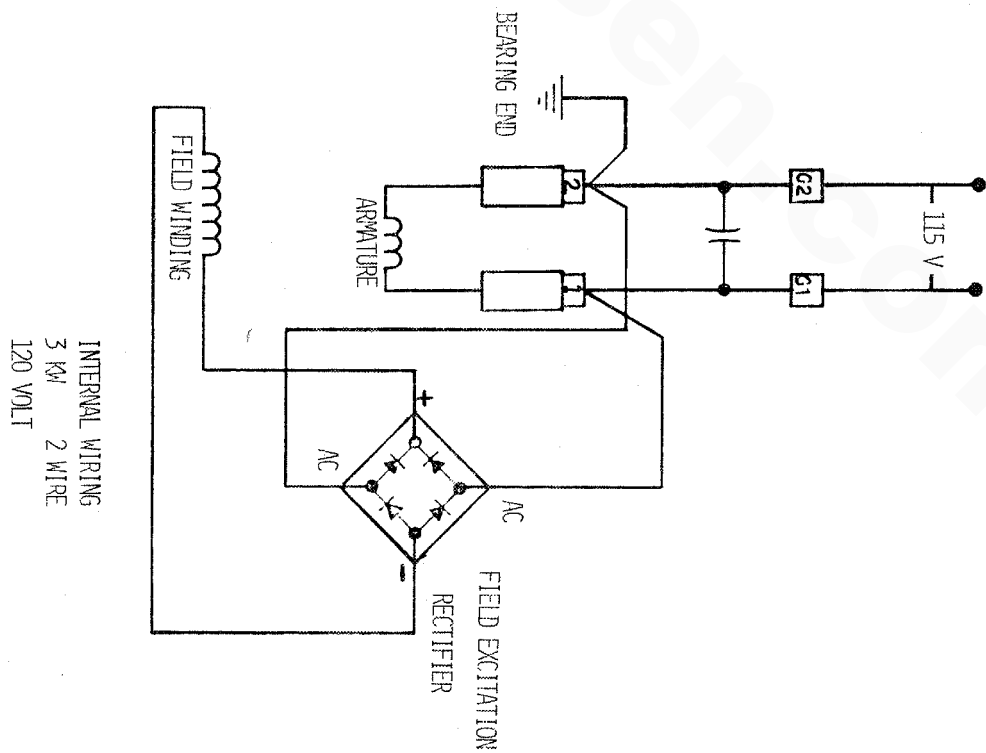 115 V
G2
G1
2
1
BEARING END
ARMATURE
FIELD WINDING
+
AC
AC
-
FIELD EXCITATION
RECTIFIER
INTERNAL WIRING
3 KW 2 WIRE
120 VOLT